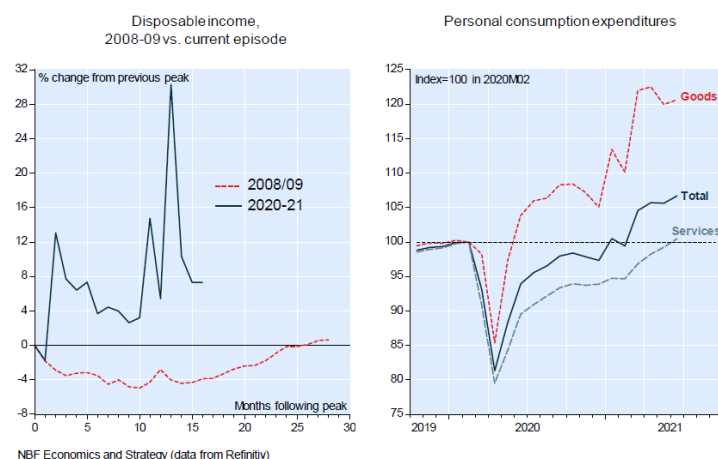 Disposable income,
2008-09 vs. current episode
% change from previous peak
32
28
24
20
16
12
8
4
0
-4
-8
2008/09
2020-21
Months following peak
0 5 10 15 20 25 30
Personal consumption expenditures
Index=100 in 2020M02
125
120
115
110
105
100
95
90
85
80
75
Goods
Total
Services
2019 2020 2021
NBF Economics and Strategy (data from Refinitiv)